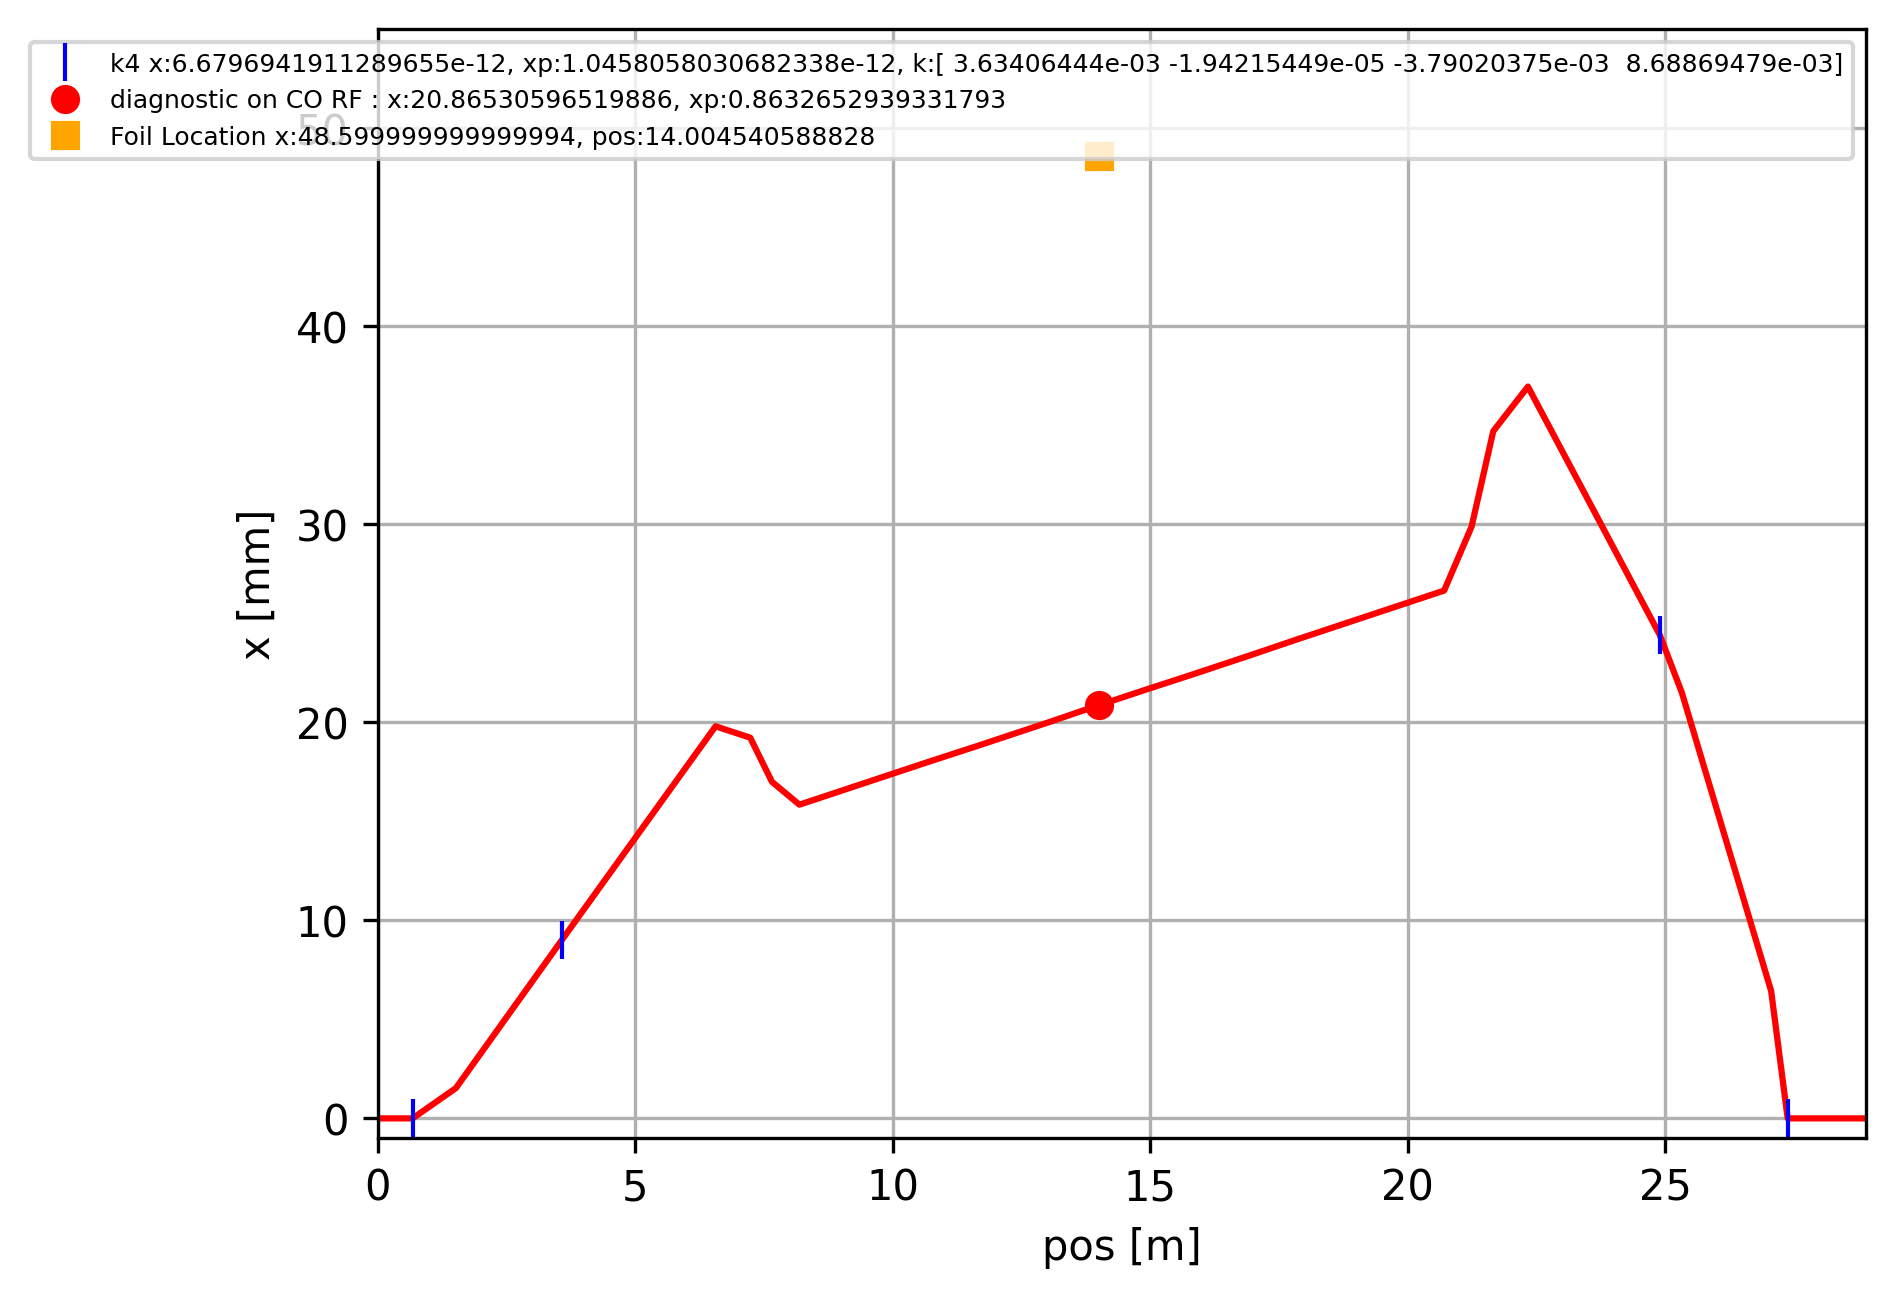 k4 x:6.6796941911289655e-12, xp:1.0458058030682338e-12, k:[ 3.63406444e-03 -1.94215449e-05 -3.79020375e-03  8.68869479e-03]
diagnostic on CO RF : x:20.86530596519886, xp:0.8632652939331793
Foil Location x:48.599999999999994, pos:14.004540588828
50
40
30
20
10
0
x [mm]
0 5 10 15 20 25
pos [m]